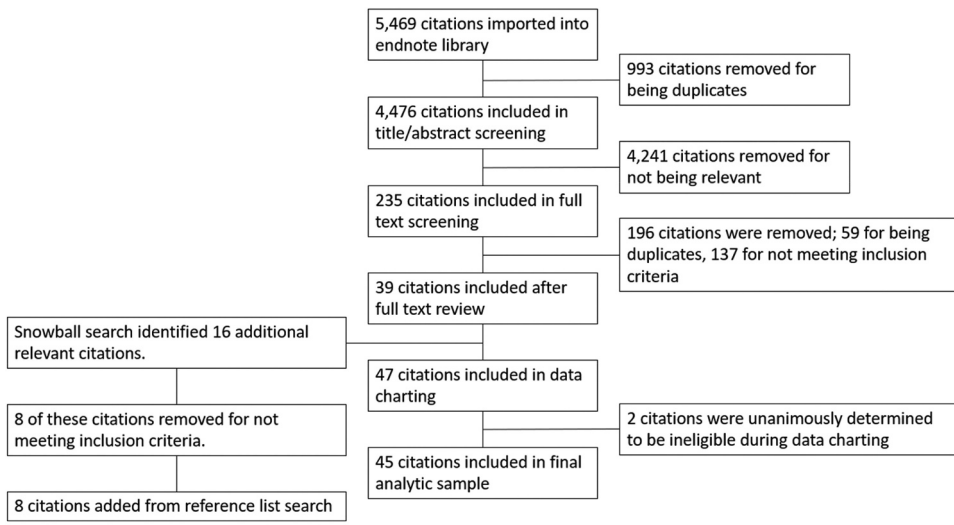 5,469 citations imported into
endnote library
993 citations removed for
being duplicates
4,476 citations included in
title/abstract screening
4,241 citations removed for
not being relevant
235 citations included in full
text screening
196 citations were removed; 59 for being
duplicates, 137 for not meeting inclusion
criteria
39 citations included after
full text review
Snowball search identified 16 additional
relevant citations.
47 citations included in data
charting
8 of these citations removed for not
meeting inclusion criteria.
2 citations were unanimously determined
to be ineligible during data charting
45 citations included in final
analytic sample
8 citations added from reference list search